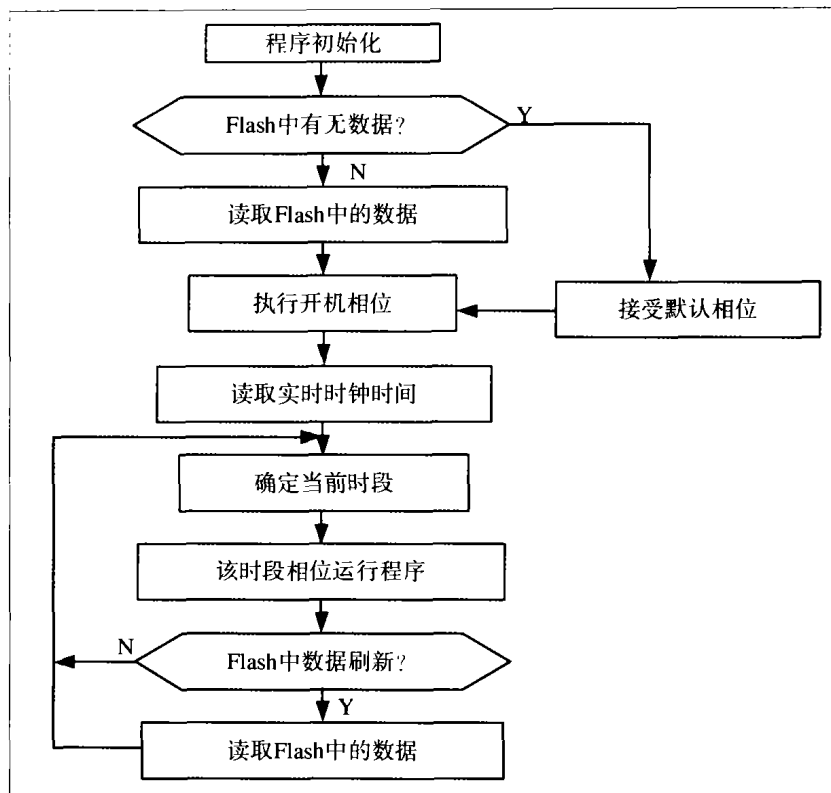 程序初始化
Flash中有无数据?
Y
N
读取Flash中的数据
执行开机相位
接受默认相位
读取实时时钟时间
确定当前时段
该时段相位运行程序
N
Flash中数据刷新?
Y
读取Flash中的数据